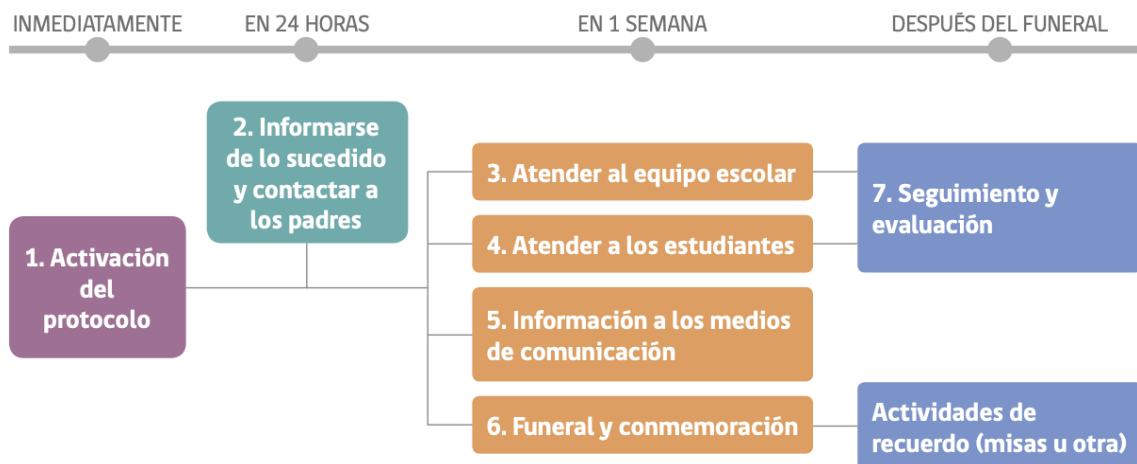 INMEDIATAMENTE
EN 24 HORAS
EN 1 SEMANA
DESPUÉS DEL FUNERAL
1. Activación
del
protocolo
2. Informarse
de lo sucedido
y contactar a
los padres
3. Atender al equipo escolar
4. Atender a los estudiantes
5. Información a los medios
de comunicación
6. Funeral y conmemoración
7. Seguimiento y
evaluación
Actividades de
recuerdo (misas u otra)